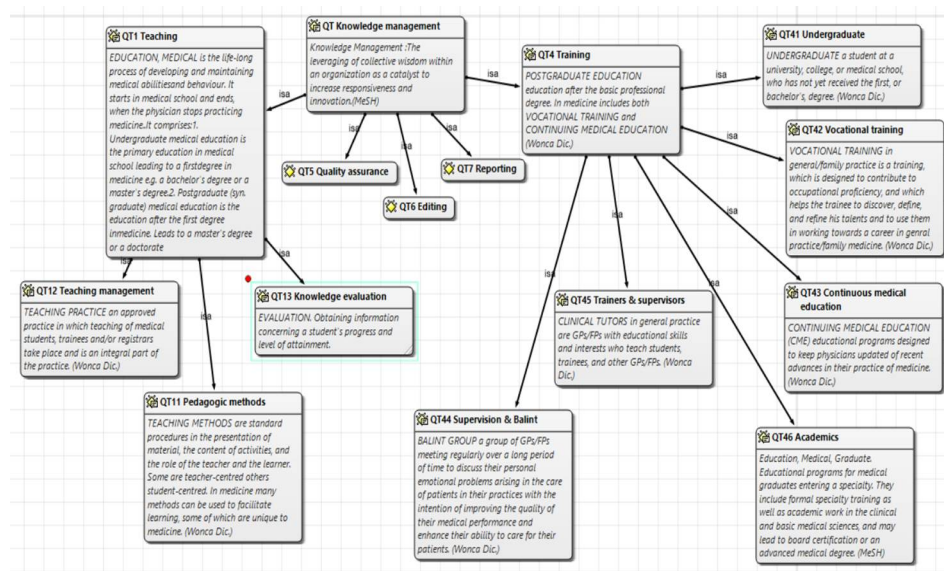 QT1 Teaching
EDUCATION, MEDICAL is the life-long
process of developing and maintaining
medical abilitiesand behaviour. It
starts in medical school and ends,
when the physician stops practicing
medicine.It comprises:1.
Undergraduate medical education is
the primary education in medical
school leading to a firstdegree in
medicine e.g. a bachelor's degree or a
master's degree.2. Postgraduate (syn.
graduate) medical education is the
education after the first degree
inmedicine. Leads to a master's degree
or a doctorate
QT Knowledge management
Knowledge Management :The
leveraging of collective wisdom within
an organization as a catalyst to
increase responsiveness and
innovation.(MeSH)
QT4 Training
POSTGRADUATE EDUCATION
education after the basic professional
degree. In medicine includes both
VOCATIONAL TRAINING and
CONTINUING MEDICAL EDUCATION
(Wonca Dic.)
QT41 Undergraduate
UNDERGRADUATE a student at a
university, college, or medical school,
who has not yet received the first, or
bachelor's, degree. (Wonca Dic.)
QT42 Vocational training
VOCATIONAL TRAINING in
general/family practice is a training,
which is designed to contribute to
occupational proficiency, and which
helps the trainee to discover, define,
and refine his talents and to use them
in working towards a career in genral
practice/family medicine. (Wonca Dic.)
isa
isa
isa
isa
isa
isa
isa
isa
QT5 Quality assurance
QT7 Reporting
QT6 Editing
isa
isa
isa
isa
isa
isa
isa
QT12 Teaching management
TEACHING PRACTICE an approved
practice in which teaching of medical
students, trainees and/or registrars
take place and is an integral part of
the practice. (Wonca Dic.)
QT13 Knowledge evaluation
EVALUATION. Obtaining information
concerning a student's progress and
level of attainment.
QT45 Trainers & supervisors
CLINICAL TUTORS in general practice
are GPs/FPs with educational skills
and interests who teach students,
trainees, and other GPs/FPs. (Wonca
Dic.)
QT43 Continuous medical
education
CONTINUING MEDICAL EDUCATION
(CME) educational programs designed
to keep physicians updated of recent
advances in their practice of medicine.
(Wonca Dic.)
QT11 Pedagogic methods
TEACHING METHODS are standard
procedures in the presentation of
material, the content of activities, and
the role of the teacher and the learner.
Some are teacher-centred others
student-centred. In medicine many
methods can be used to facilitate
learning, some of which are unique to
medicine. (Wonca Dic.)
QT44 Supervision & Balint
BALINT GROUP a group of GPs/FPs
meeting regularly over a long period
of time to discuss their personal
emotional problems arising in the care
of patients in their practices with the
intention of improving the quality of
their medical performance and
enhance their ability to care for their
patients. (Wonca Dic.)
QT46 Academics
Education, Medical, Graduate.
Educational programs for medical
graduates entering a specialty. They
include formal specialty training as
well as academic work in the clinical
and basic medical sciences, and may
lead to board certification or an
advanced medical degree. (MeSH)